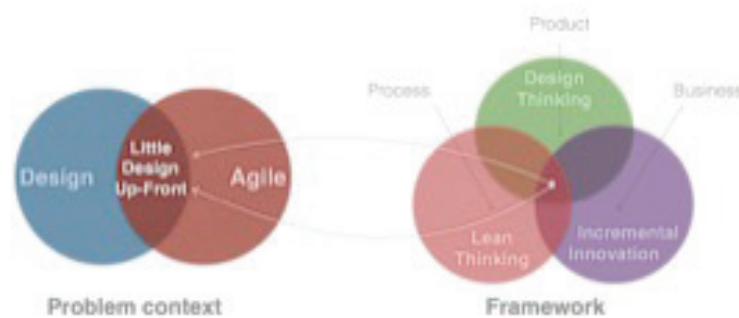 Product
Design
Thinking
Process
Business
Little
Design
Up-Front
Design
Agile
Lean
Thinking
Incremental
Innovation
Problem context
Framework